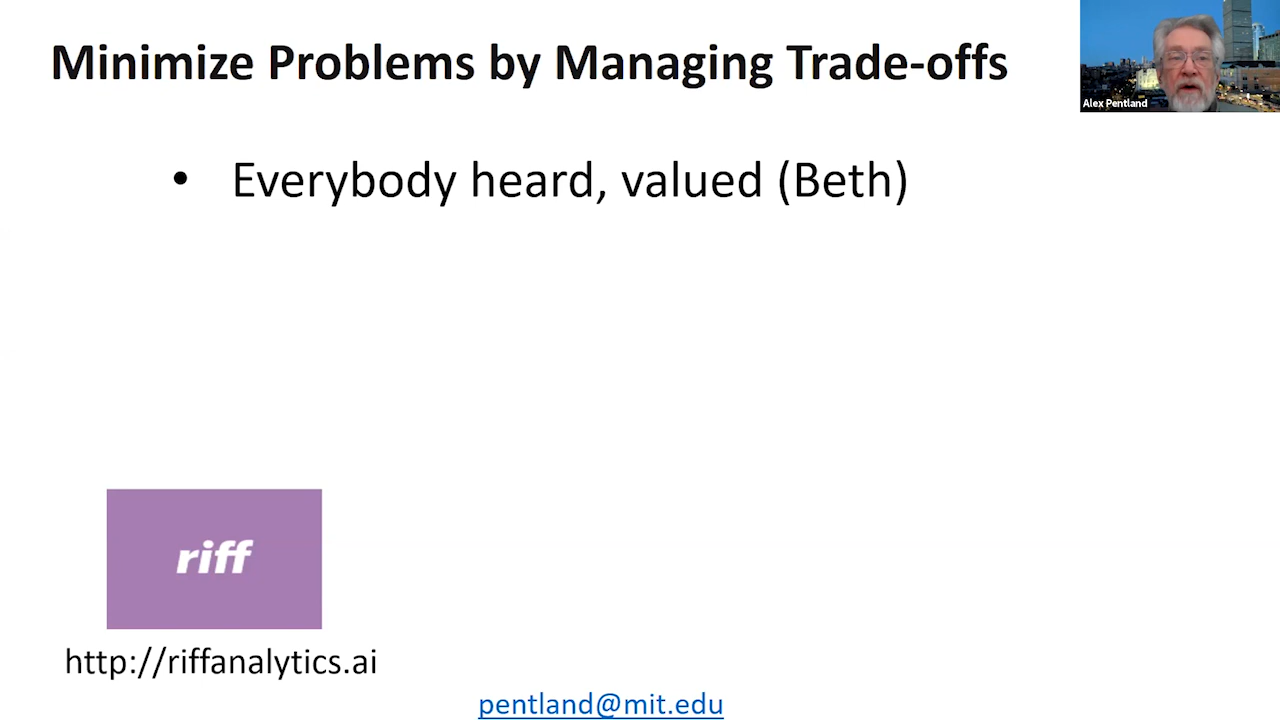 Minimize Problems by Managing Trade-offs
Alex Pentland
• Everybody heard, valued (Beth)
riff
http://riffanalytics.ai
pentland@mit.edu